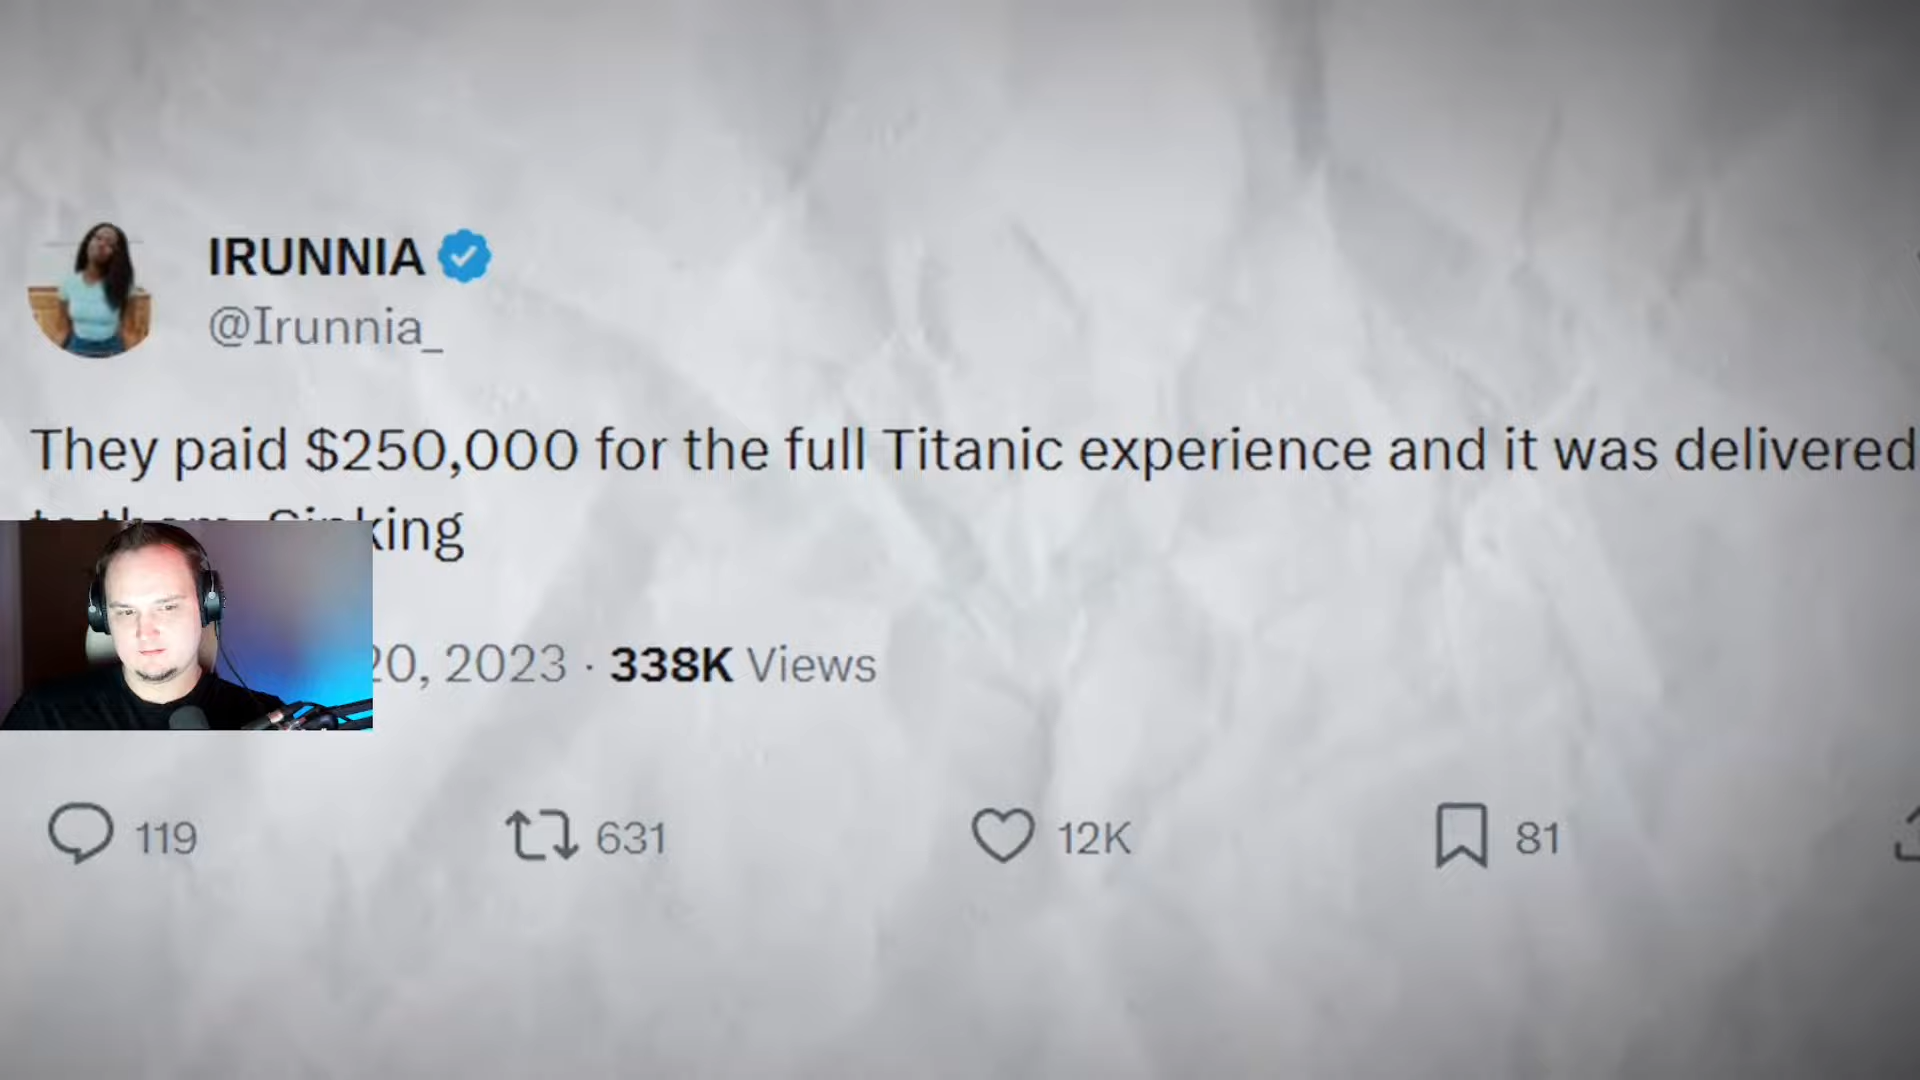 IRUNNIA
@Irunnia_
They paid $250,000 for the full Titanic experience and it was delivered
king
20, 2023 · 338K Views
119 631 12K 81